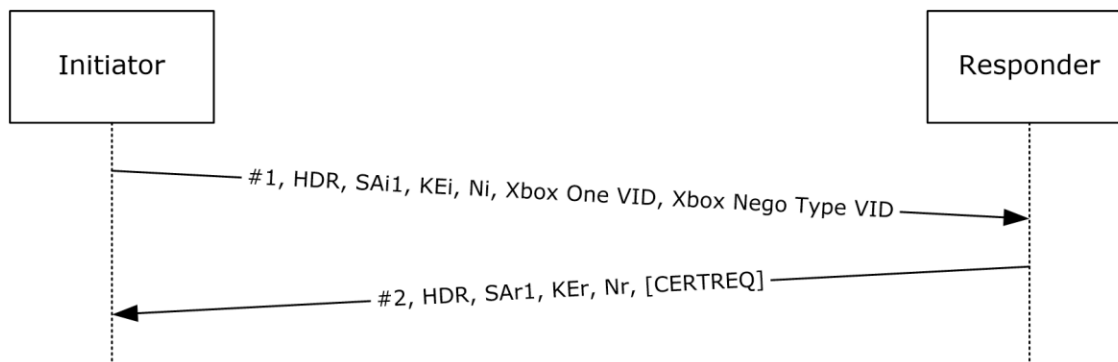 Initiator
Responder
#1, HDR, SAi1, KEi, Ni, Xbox One VID, Xbox Nego Type VID
#2, HDR, SAr1, KEr, Nr, [CERTREQ]